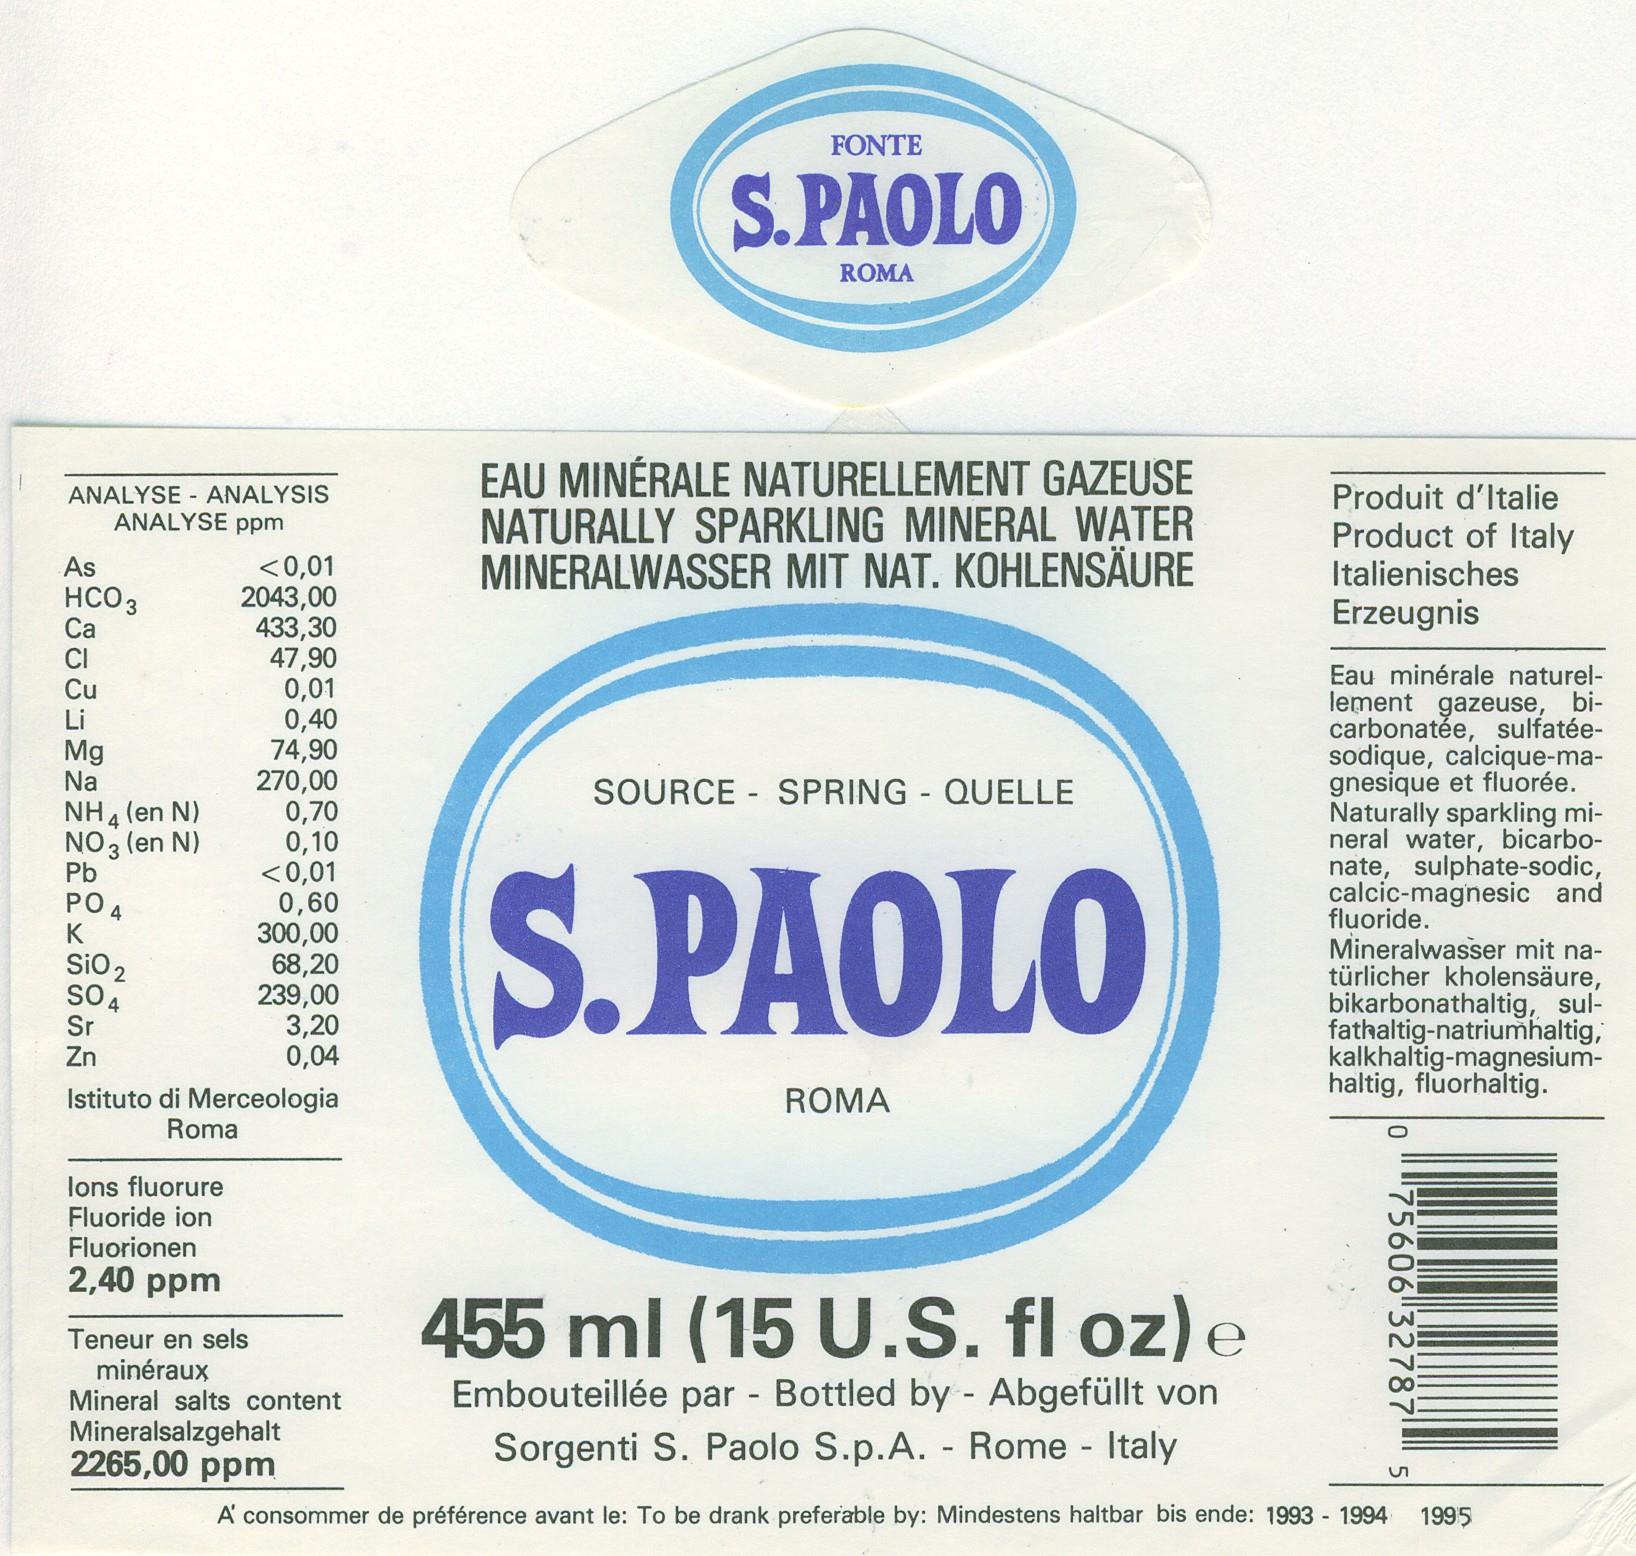 FONTE
S.PAOLO
ROMA
ANALYSE - ANALYSIS
ANALYSE ppm
As <0,01
HCO3 2043,00
Ca 433,30
Cl 47,90
Cu 0,01
Li 0,40
Mg 74,90
Na 270,00
NH4 (en N) 0,70
NO3 (en N) 0,10
Pb <0,01
PO4 0,60
K 300,00
SiO2 68,20
SO4 239,00
Sr 3,20
Zn 0,04
Istituto di Merceologia
Roma
Ions fluorure
Fluoride ion
Fluorionen
2,40 ppm
Teneur en sels
minéraux
Mineral salts content
Mineralsalzgehalt
2265,00 ppm
EAU MINÉRALE NATURELLEMENT GAZEUSE
NATURALLY SPARKLING MINERAL WATER
MINERALWASSER MIT NAT. KOHLENSÄURE
SOURCE - SPRING - QUELLE
S.PAOLO
ROMA
455 ml (15 U.S. fl oz) ℮
Embouteillée par - Bottled by - Abgefüllt von
Sorgenti S. Paolo S.p.A. - Rome - Italy
Produit d'Italie
Product of Italy
Italienisches
Erzeugnis
Eau minérale naturel-
lement gazeuse, bi-
carbonatée, sulfatée-
sodique, calcique-ma-
gnesique et fluorée.
Naturally sparkling mi-
neral water, bicarbo-
nate, sulphate-sodic,
calcic-magnesic and
fluoride.
Mineralwasser mit na-
türlicher kholensäure,
bikarbonathaltig, sul-
fathaltig-natriumhaltig,
kalkhaltig-magnesium-
haltig, fluorhaltig.
0 75606 32787 5
A' consommer de préférence avant le: To be drank preferable by: Mindestens haltbar bis ende: 1993 - 1994 1995